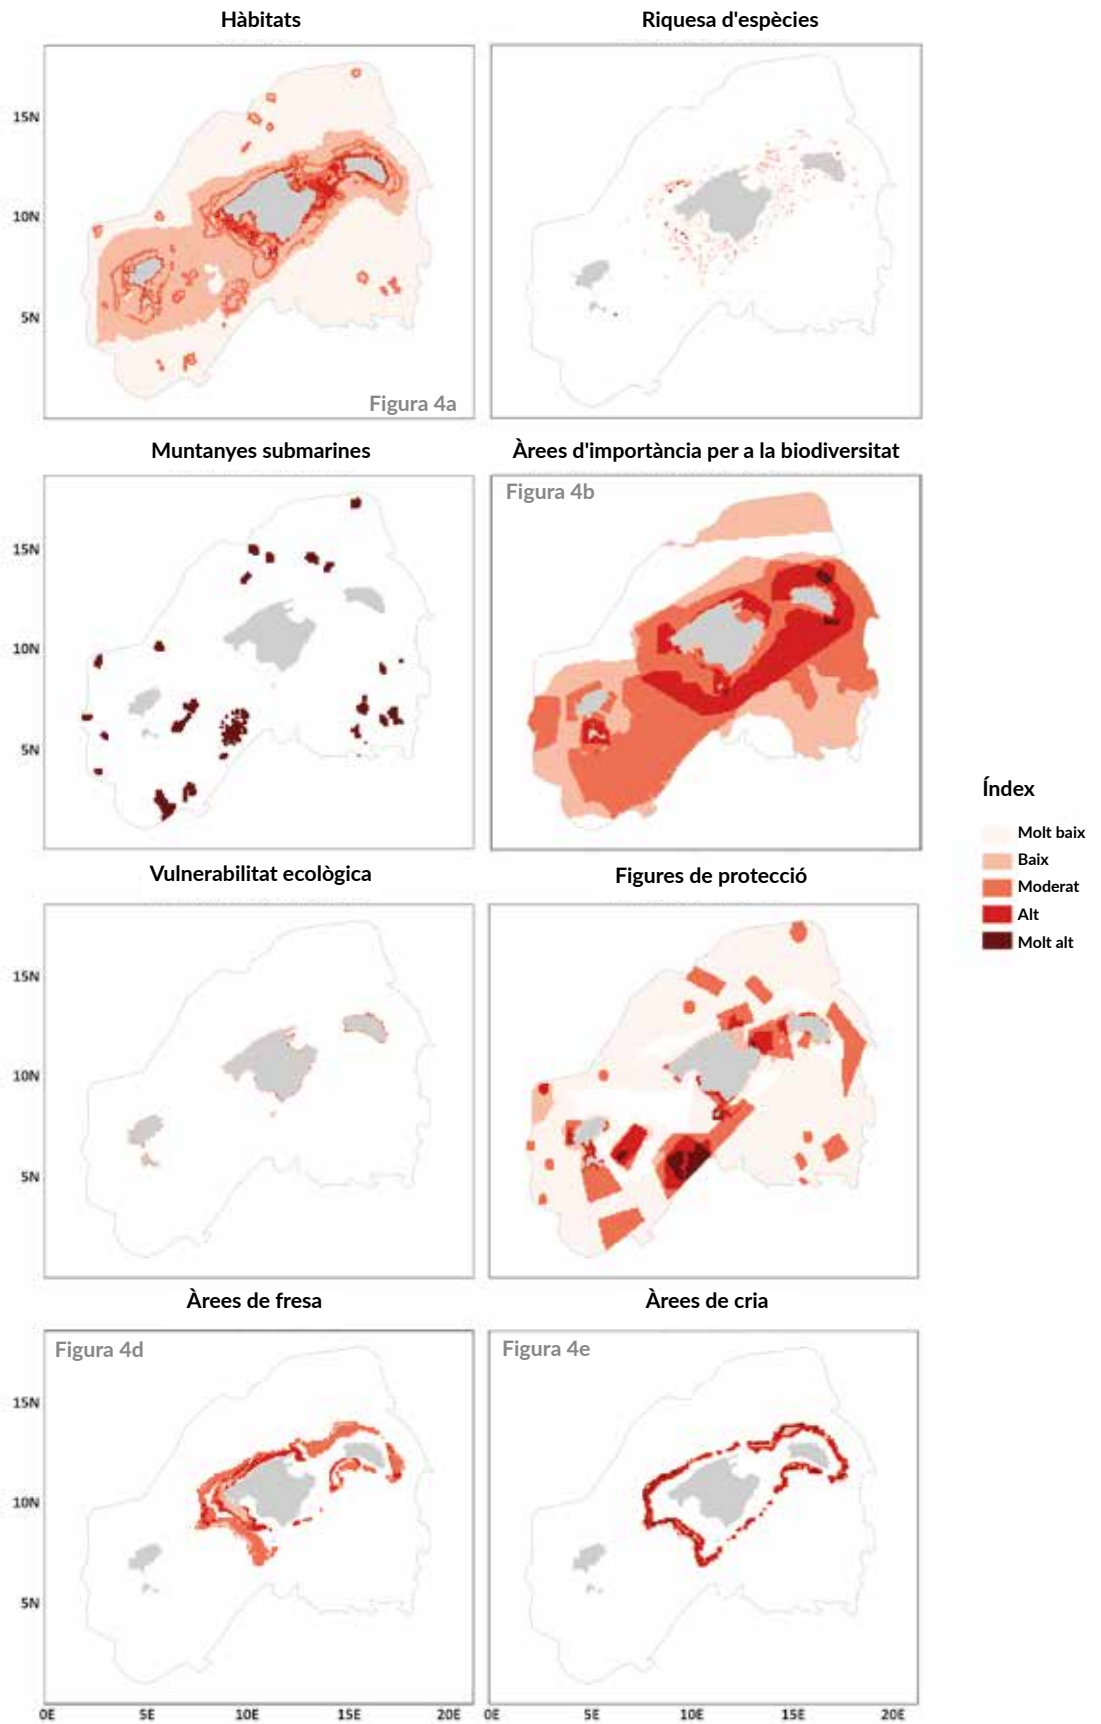 Hàbitats
Riquesa d'espècies
15N
10N
5N
Figura 4a
Muntanyes submarines
Àrees d'importància per a la biodiversitat
Figura 4b
15N
10N
5N
Índex
Molt baix
Baix
Moderat
Alt
Molt alt
Vulnerabilitat ecològica
Figures de protecció
15N
10N
5N
Àrees de fresa
Àrees de cria
Figura 4d
Figura 4e
15N
10N
5N
0E 5E 10E 15E 20E
0E 5E 10E 15E 20E